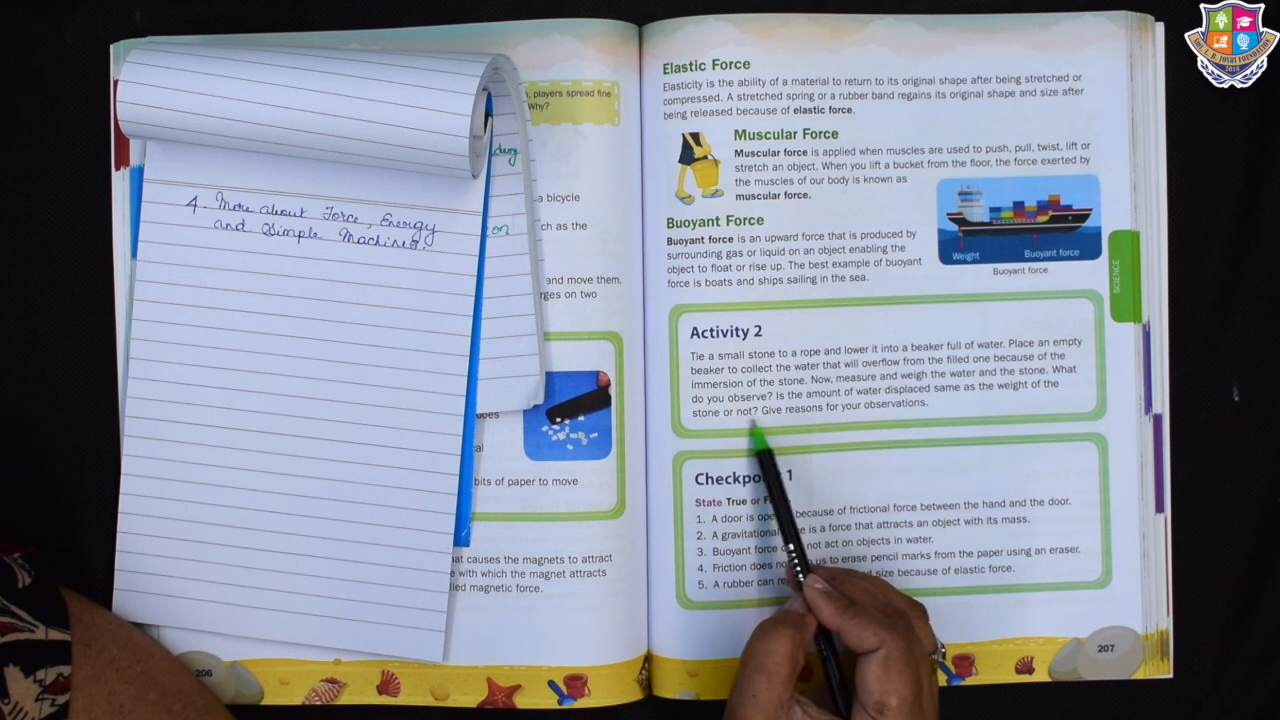 SHRI. L. R. JOSHI FOUNDATION
2018
, players spread fine
Why?
4. More about Force, Energy
and Simple Machines.
on
a bicycle
ch as the
and move them.
rges on two
does
al
bits of paper to move
at causes the magnets to attract
e with which the magnet attracts
lled magnetic force.
206
Elastic Force
Elasticity is the ability of a material to return to its original shape after being stretched or
compressed. A stretched spring or a rubber band regains its original shape and size after
being released because of elastic force.
Muscular Force
Muscular force is applied when muscles are used to push, pull, twist, lift or
stretch an object. When you lift a bucket from the floor, the force exerted by
the muscles of our body is known as
muscular force.
Buoyant Force
Buoyant force is an upward force that is produced by
surrounding gas or liquid on an object enabling the
object to float or rise up. The best example of buoyant
force is boats and ships sailing in the sea.
Weight
Buoyant force
Buoyant force
SCIENCE
Activity 2
Tie a small stone to a rope and lower it into a beaker full of water. Place an empty
beaker to collect the water that will overflow from the filled one because of the
immersion of the stone. Now, measure and weigh the water and the stone. What
do you observe? Is the amount of water displaced same as the weight of the
stone or not? Give reasons for your observations.
Checkpo 1
State True or F
1. A door is ope because of frictional force between the hand and the door.
2. A gravitational e is a force that attracts an object with its mass.
3. Buoyant force not act on objects in water.
4. Friction does no us to erase pencil marks from the paper using an eraser.
5. A rubber can re size because of elastic force.
207